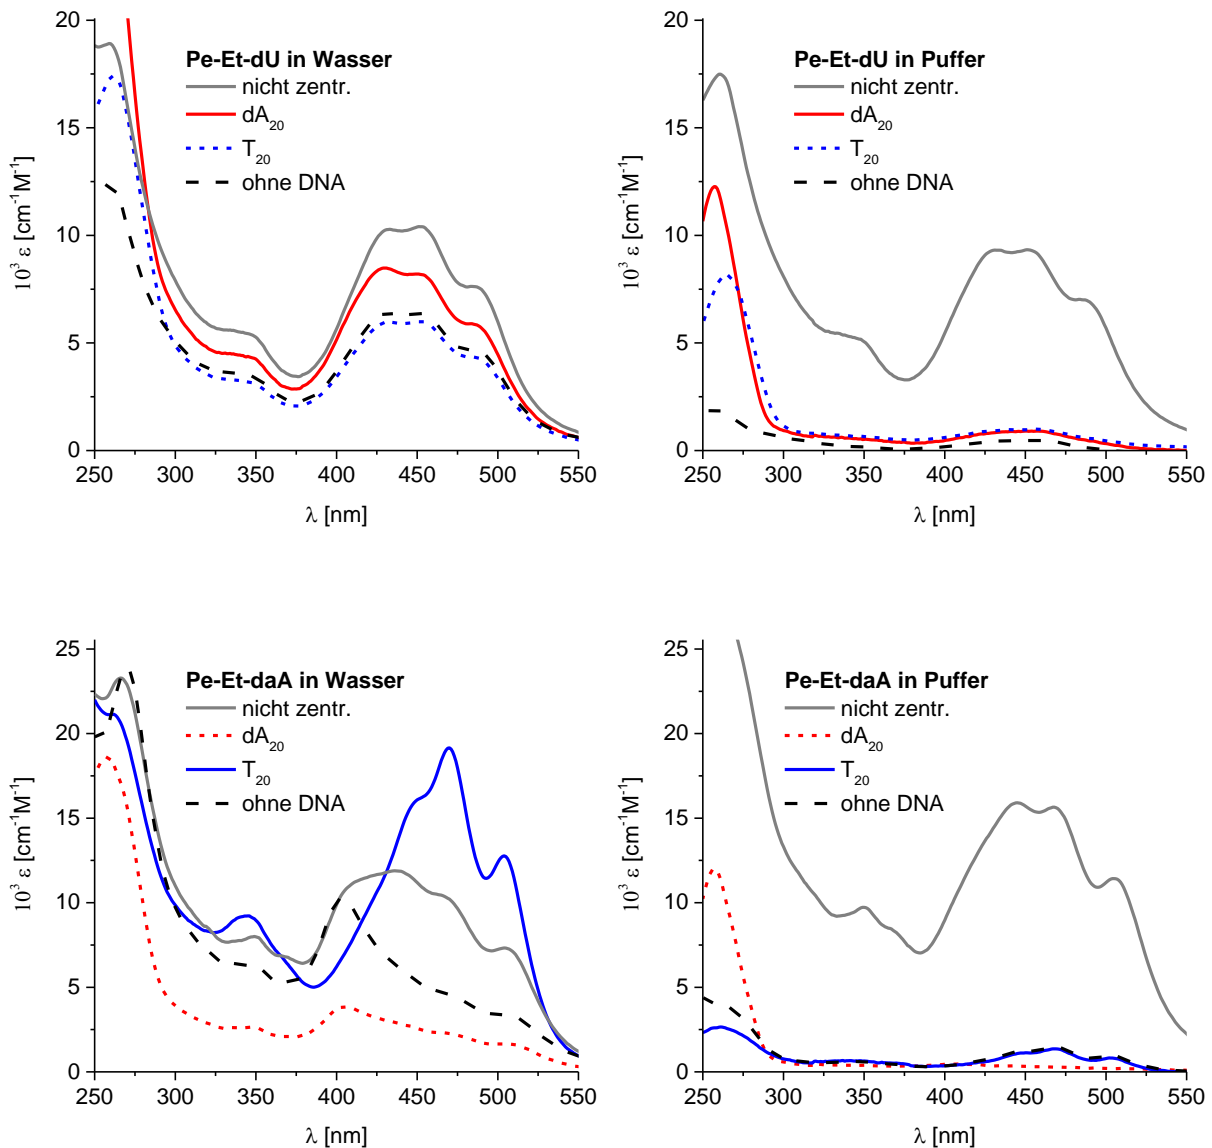 Pe-Et-dU in Wasser
nicht zentr.
dA20
T20
ohne DNA
10³ ε [cm⁻¹M⁻¹]
20
15
10
5
0
250 300 350 400 450 500 550
λ [nm]
Pe-Et-dU in Puffer
nicht zentr.
dA20
T20
ohne DNA
10³ ε [cm⁻¹M⁻¹]
20
15
10
5
0
250 300 350 400 450 500 550
λ [nm]
Pe-Et-daA in Wasser
nicht zentr.
dA20
T20
ohne DNA
10³ ε [cm⁻¹M⁻¹]
25
20
15
10
5
0
250 300 350 400 450 500 550
λ [nm]
Pe-Et-daA in Puffer
nicht zentr.
dA20
T20
ohne DNA
10³ ε [cm⁻¹M⁻¹]
25
20
15
10
5
0
250 300 350 400 450 500 550
λ [nm]